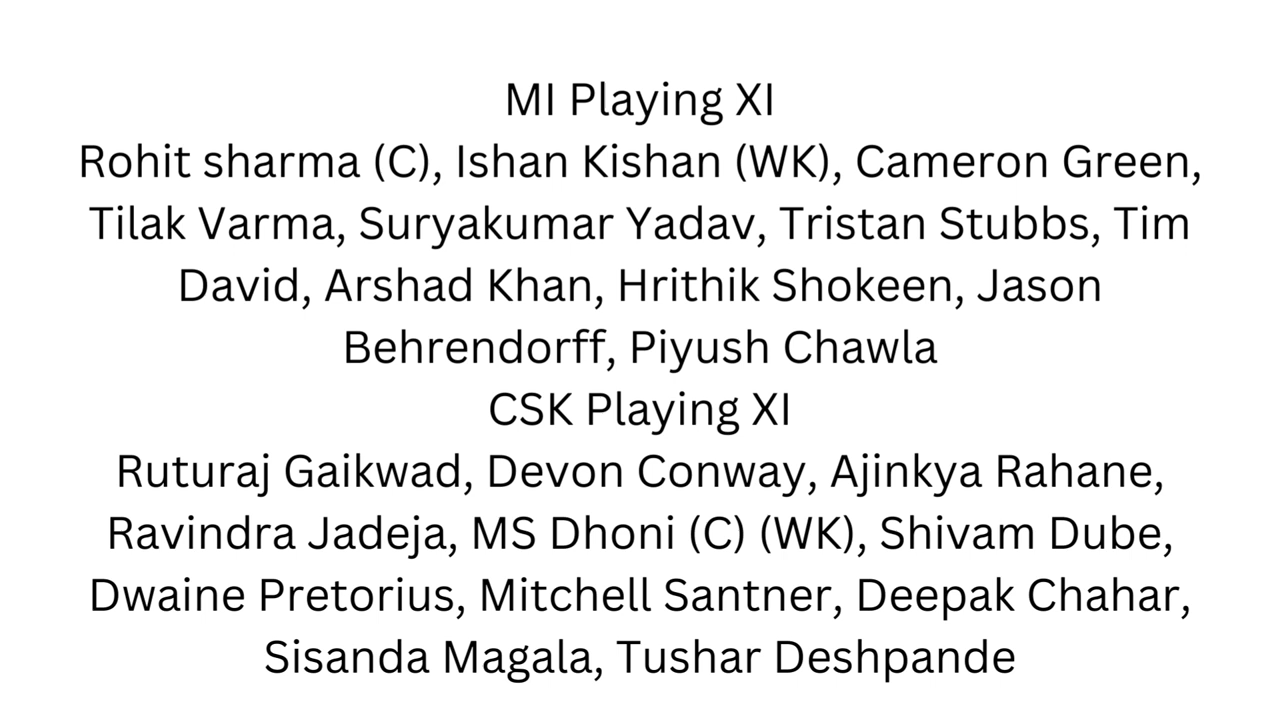 MI Playing XI
Rohit sharma (C), Ishan Kishan (WK), Cameron Green,
Tilak Varma, Suryakumar Yadav, Tristan Stubbs, Tim
David, Arshad Khan, Hrithik Shokeen, Jason
Behrendorff, Piyush Chawla
CSK Playing XI
Ruturaj Gaikwad, Devon Conway, Ajinkya Rahane,
Ravindra Jadeja, MS Dhoni (C) (WK), Shivam Dube,
Dwaine Pretorius, Mitchell Santner, Deepak Chahar,
Sisanda Magala, Tushar Deshpande